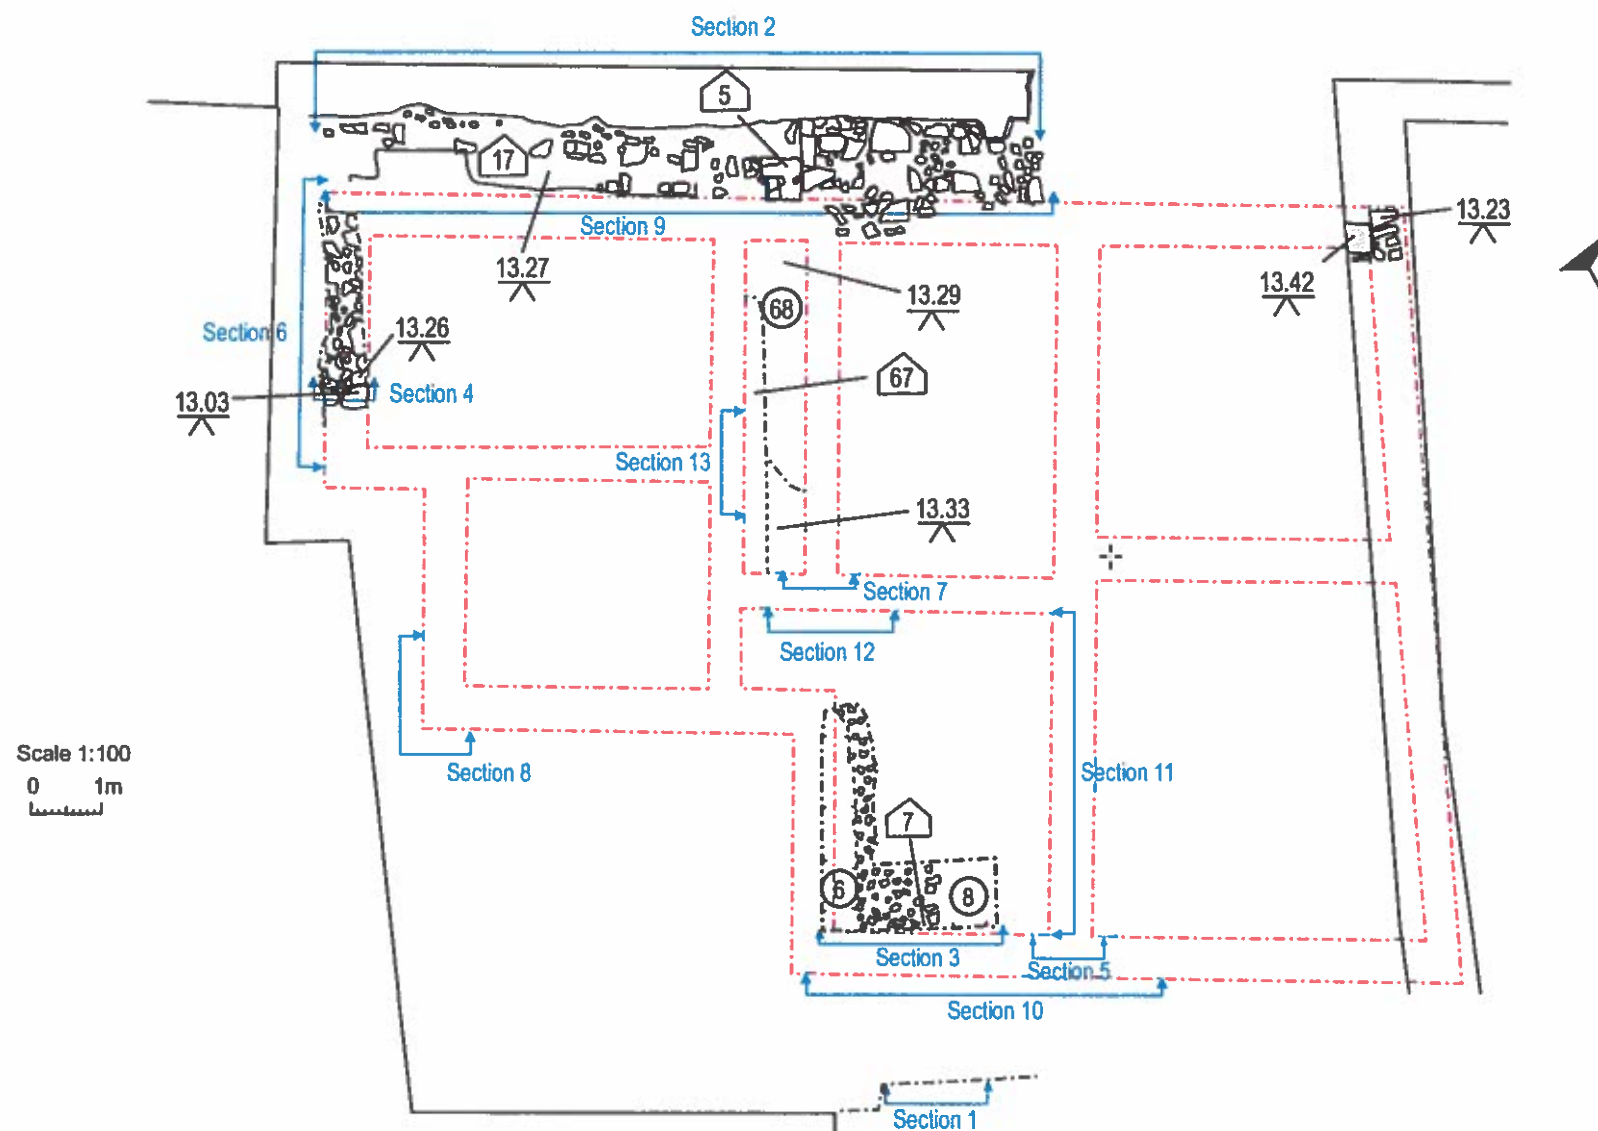 Section 2
5
17
13.23
Section 9
13.27
13.42
13.29
68
Section 6
13.26
67
Section 4
13.03
Section 13
13.33
Section 7
Section 12
Scale 1:100
0 1m
Section 8
Section 11
7
6
8
Section 3
Section 5
Section 10
Section 1